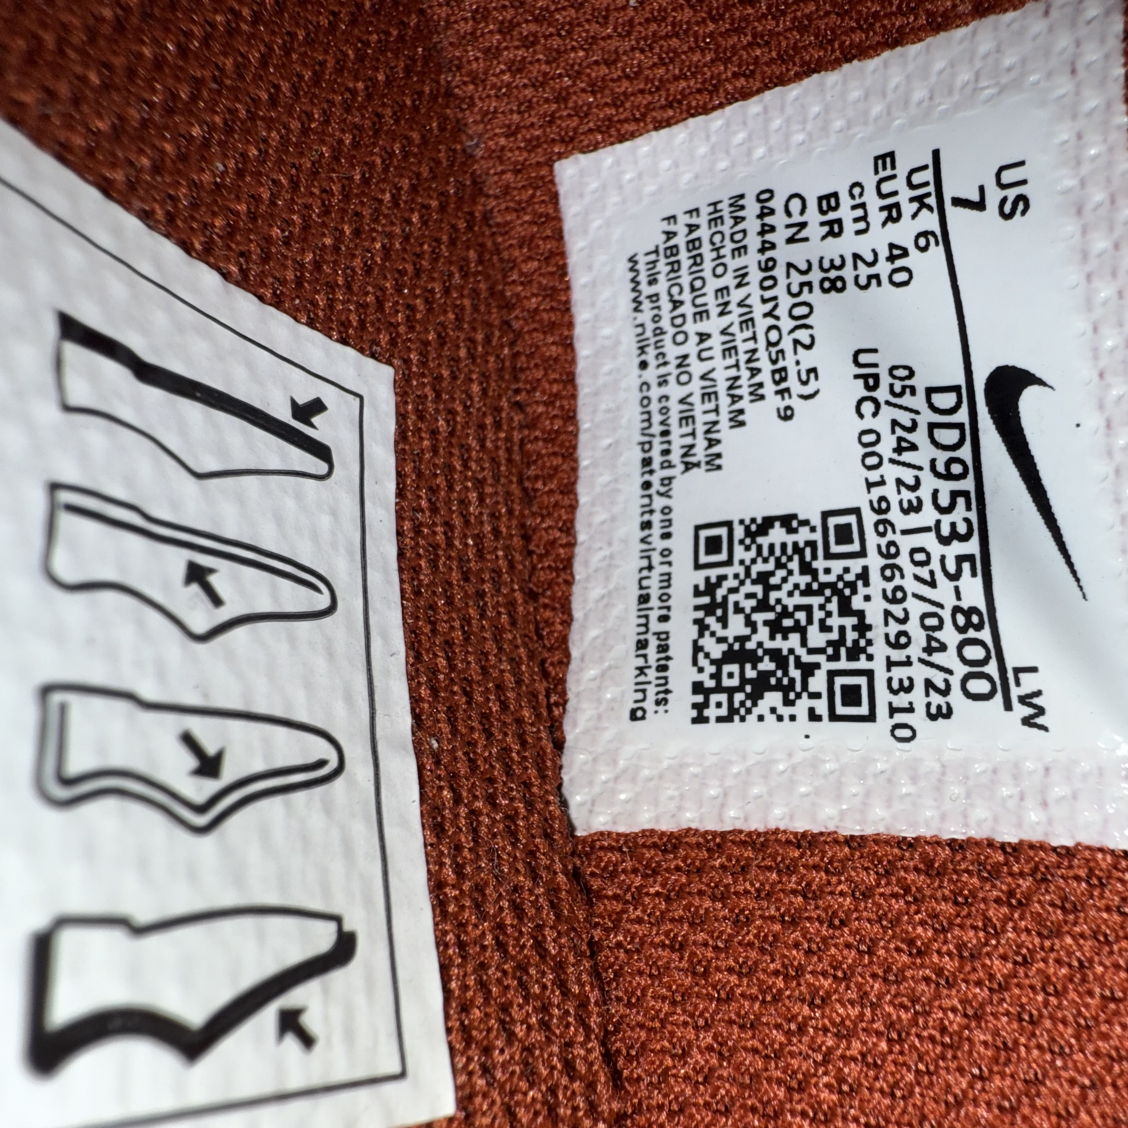 US
7
LW
UK 6
DD9535-800
EUR 40
05/24/23 | 07/04/23
cm 25
UPC 00196969291310
BR 38
CN 250(2.5)
044490JYQ5BF9
MADE IN VIETNAM
HECHO EN VIETNAM
FABRIQUE AU VIETNAM
FABRICADO NO VIETNÃ
This product is covered by one or more patents:
www.nike.com/patentsvirtualmarking